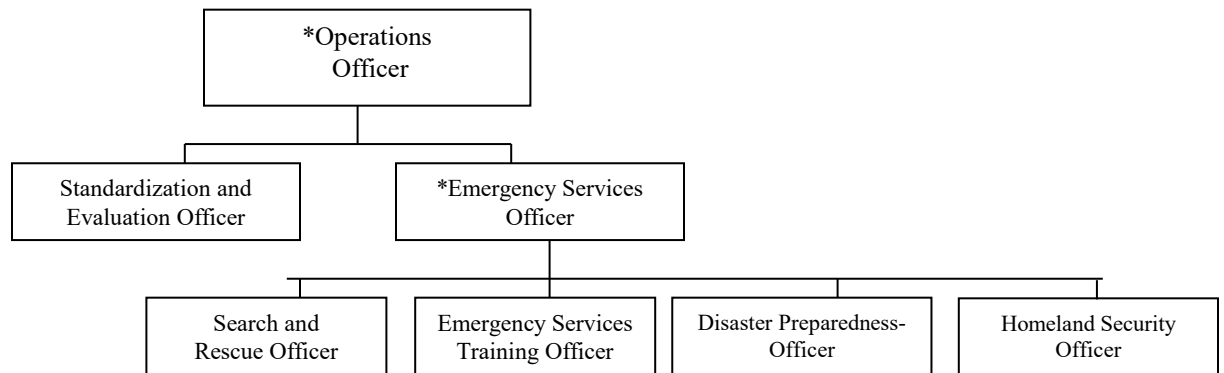 *Operations
Officer
Standardization and
Evaluation Officer
*Emergency Services
Officer
Search and
Rescue Officer
Emergency Services
Training Officer
Disaster Preparedness-
Officer
Homeland Security
Officer